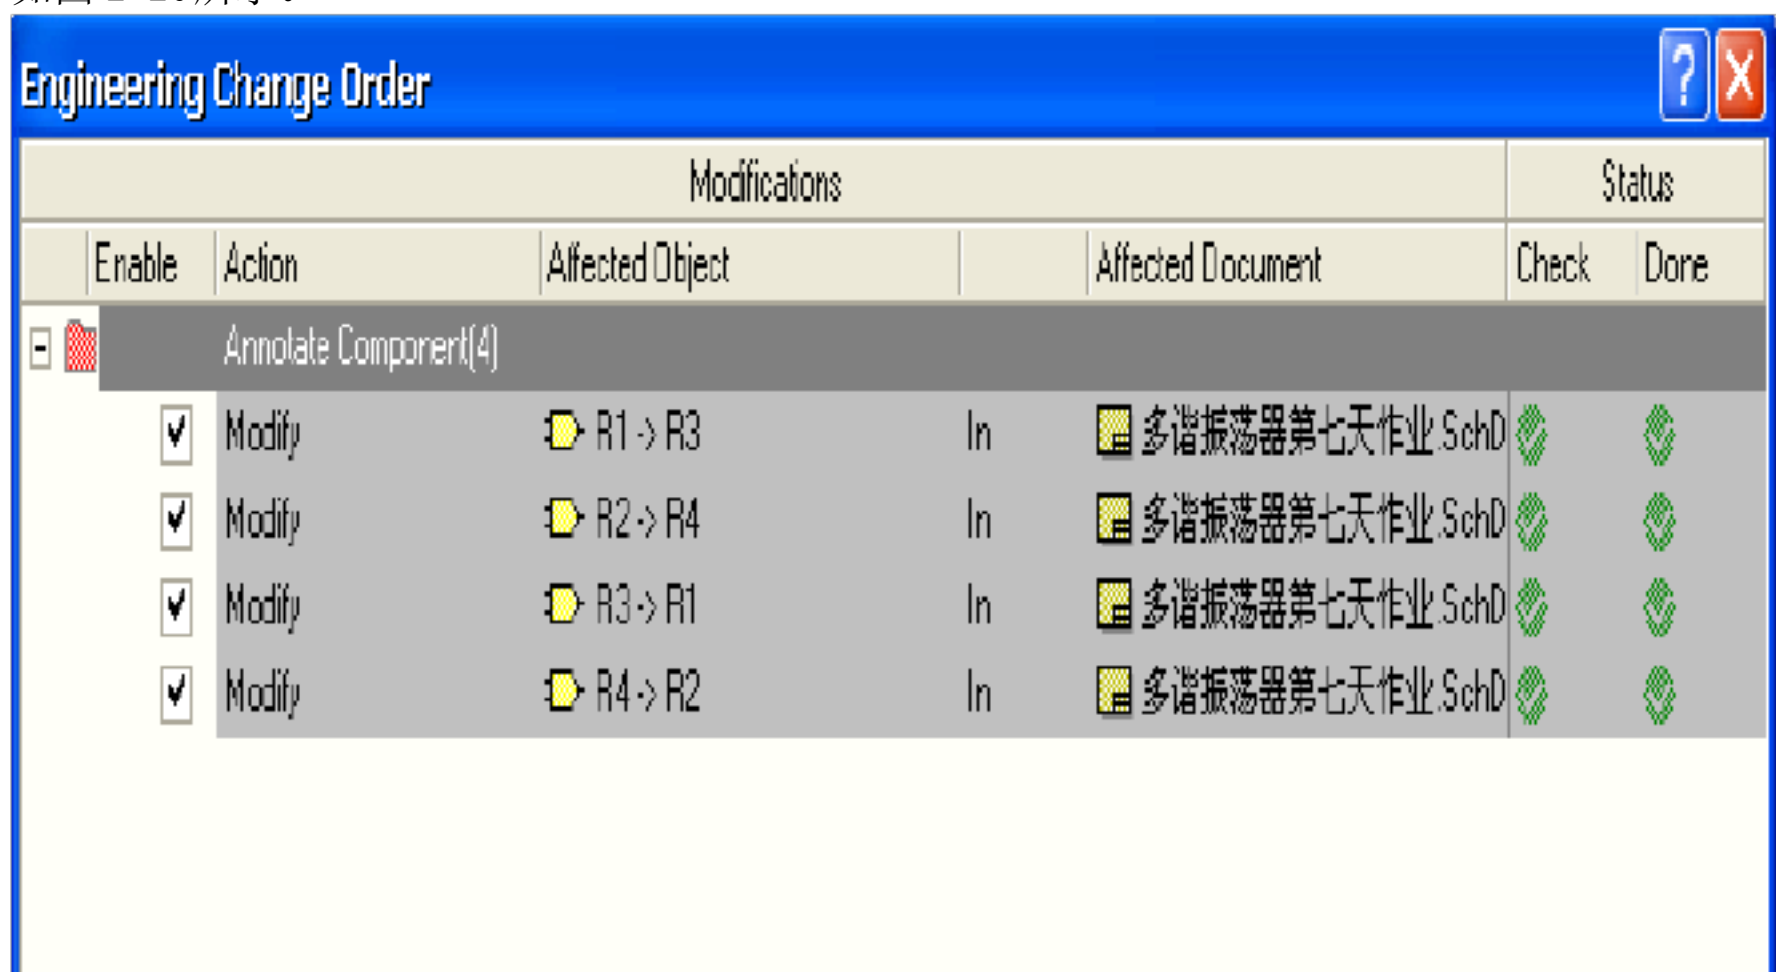 Engineering Change Order
Modifications Status
Enable Action Affected Object Affected Document Check Done
Annotate Component(4)
Modify R1 -> R3 In 多谐振荡器第七天作业.SchD
Modify R2 -> R4 In 多谐振荡器第七天作业.SchD
Modify R3 -> R1 In 多谐振荡器第七天作业.SchD
Modify R4 -> R2 In 多谐振荡器第七天作业.SchD